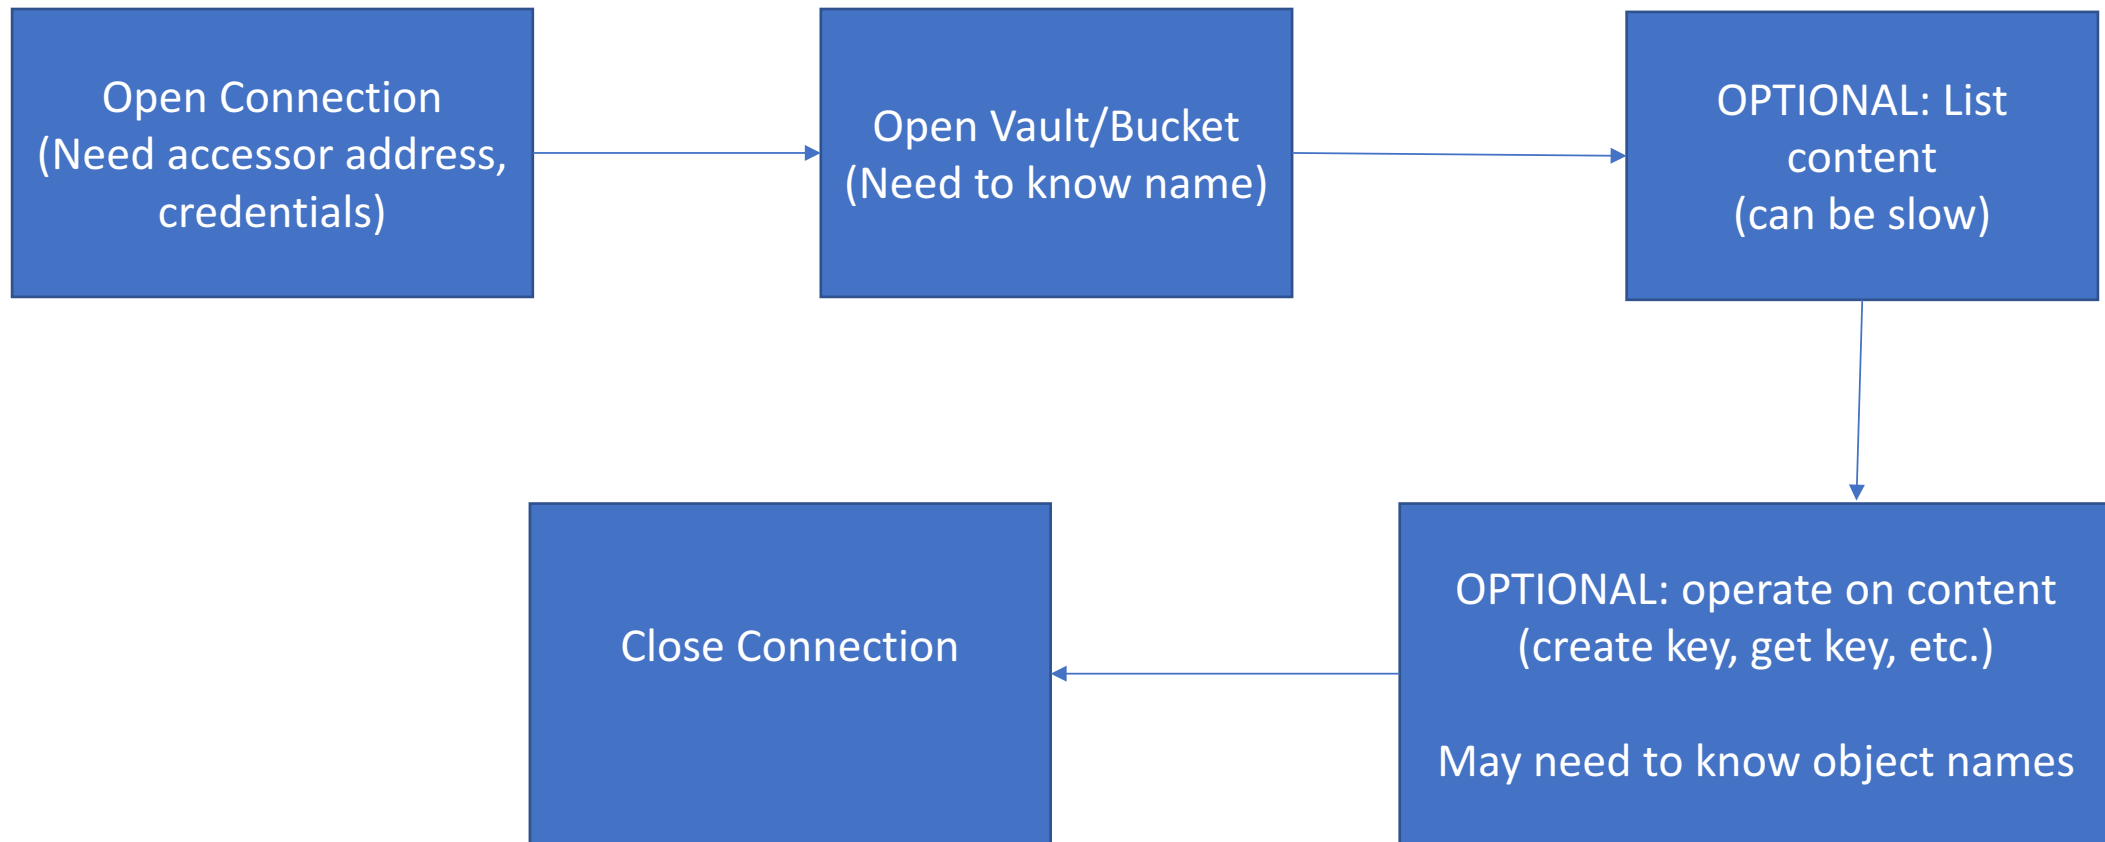 Open Connection
(Need accessor address,
credentials)
Open Vault/Bucket
(Need to know name)
OPTIONAL: List
content
(can be slow)
OPTIONAL: operate on content
(create key, get key, etc.)
May need to know object names
Close Connection